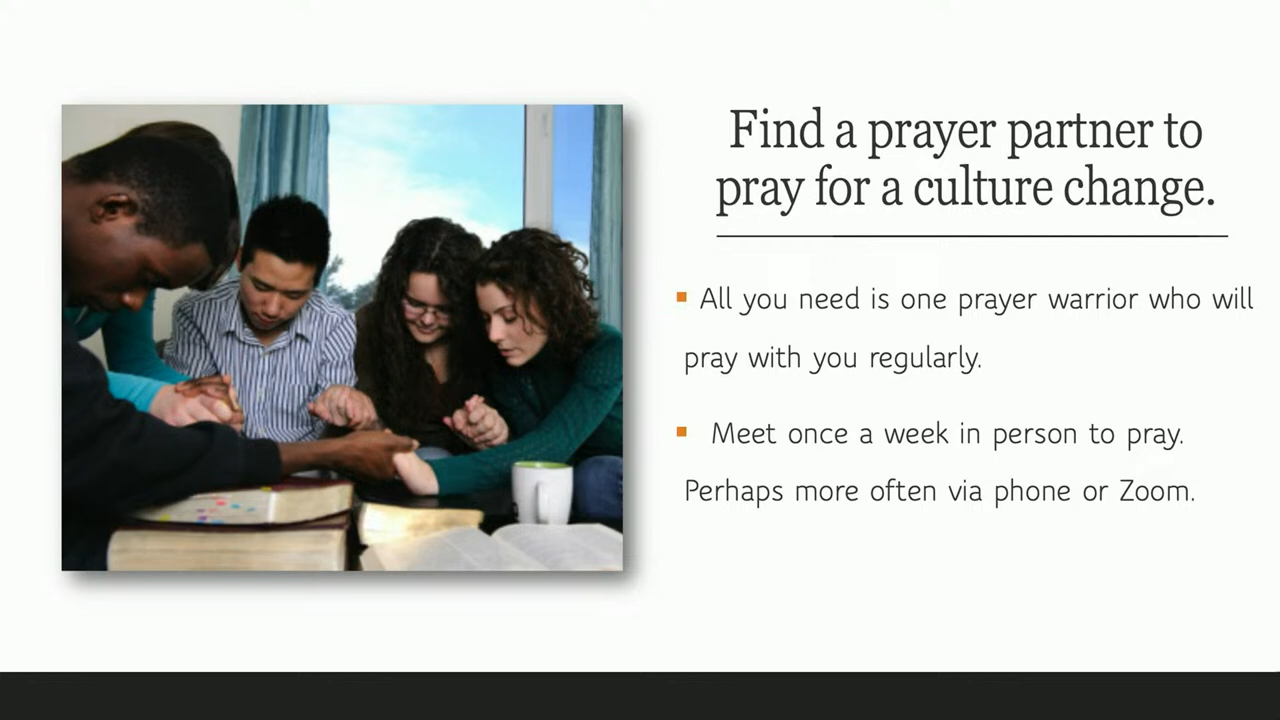 Find a prayer partner to
pray for a culture change.
▪ All you need is one prayer warrior who will
pray with you regularly.
▪ Meet once a week in person to pray.
Perhaps more often via phone or Zoom.